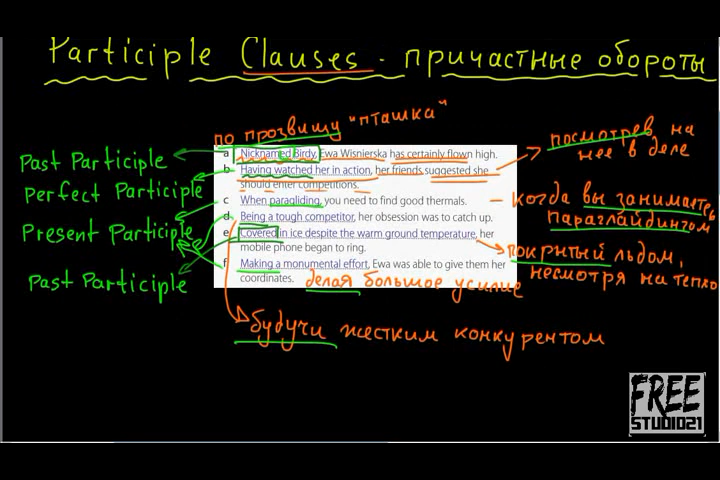 Participle Clauses - причастные обороты
по прозвищу "пташка"
a Nicknamed Birdy, Ewa Wisnierska has certainly flown high.
b Having watched her in action, her friends suggested she
should enter competitions.
c When paragliding, you need to find good thermals.
d Being a tough competitor, her obsession was to catch up.
e Covered in ice despite the warm ground temperature, her
mobile phone began to ring.
f Making a monumental effort, Ewa was able to give them her
coordinates.
Past Participle
Perfect Participle
Present Participle
Past Participle
посмотрев на
нее в деле
когда вы занимаетесь
параглайдингом
покрытый льдом,
несмотря на тепло
делая большое усилие
будучи жестким конкурентом
FREE
STUDIO21